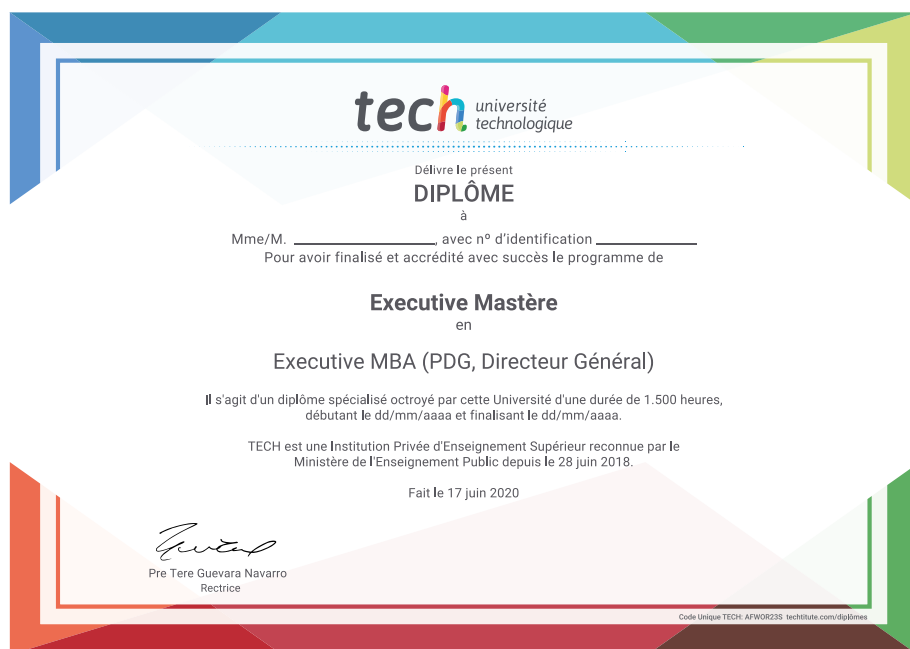 tech université
technologique
Délivre le présent
DIPLÔME
à
Mme/M. ____________, avec nº d'identification ____________
Pour avoir finalisé et accrédité avec succès le programme de
Executive Mastère
en
Executive MBA (PDG, Directeur Général)
Il s'agit d'un diplôme spécialisé octroyé par cette Université d'une durée de 1.500 heures,
débutant le dd/mm/aaaa et finalisant le dd/mm/aaaa.
TECH est une Institution Privée d'Enseignement Supérieur reconnue par le
Ministère de l'Enseignement Public depuis le 28 juin 2018.
Fait le 17 juin 2020
Pre Tere Guevara Navarro
Rectrice
Code Unique TECH: AFWOR23S techtitute.com/diplômes